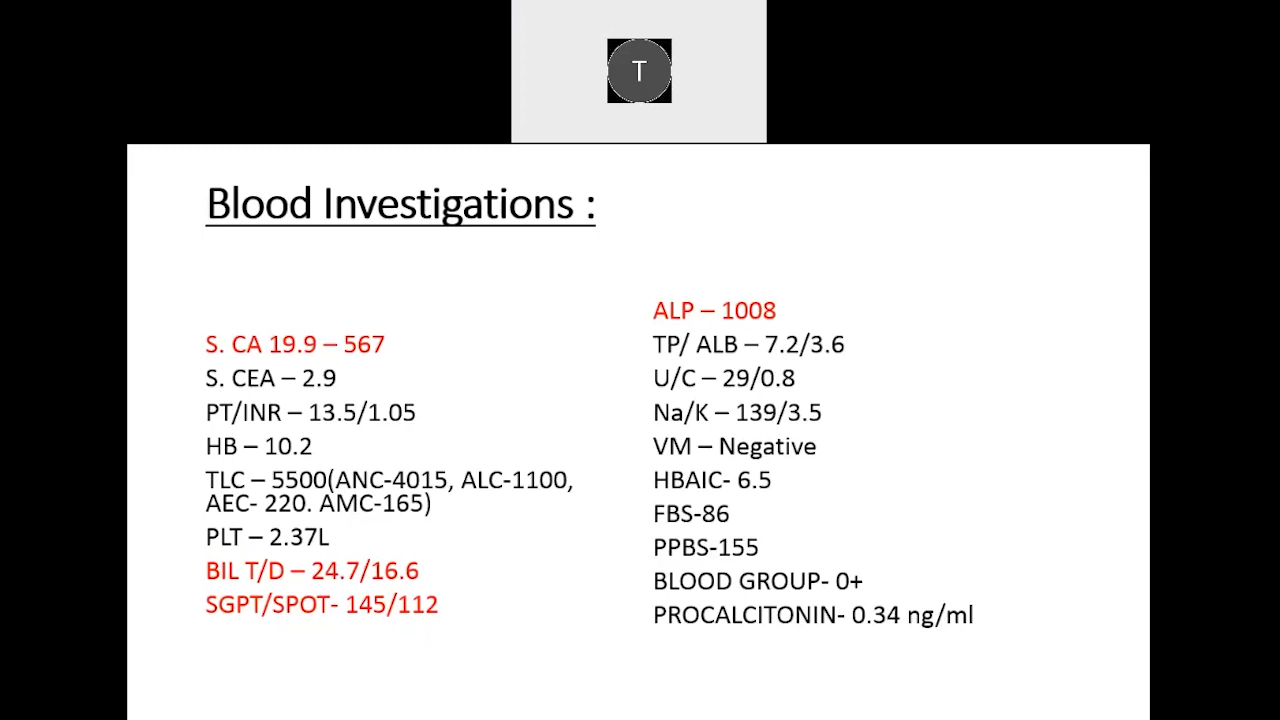 T
Blood Investigations :
S. CA 19.9 – 567
S. CEA – 2.9
PT/INR – 13.5/1.05
HB – 10.2
TLC – 5500(ANC-4015, ALC-1100,
AEC- 220. AMC-165)
PLT – 2.37L
BIL T/D – 24.7/16.6
SGPT/SPOT- 145/112
ALP – 1008
TP/ ALB – 7.2/3.6
U/C – 29/0.8
Na/K – 139/3.5
VM – Negative
HBAIC- 6.5
FBS-86
PPBS-155
BLOOD GROUP- 0+
PROCALCITONIN- 0.34 ng/ml